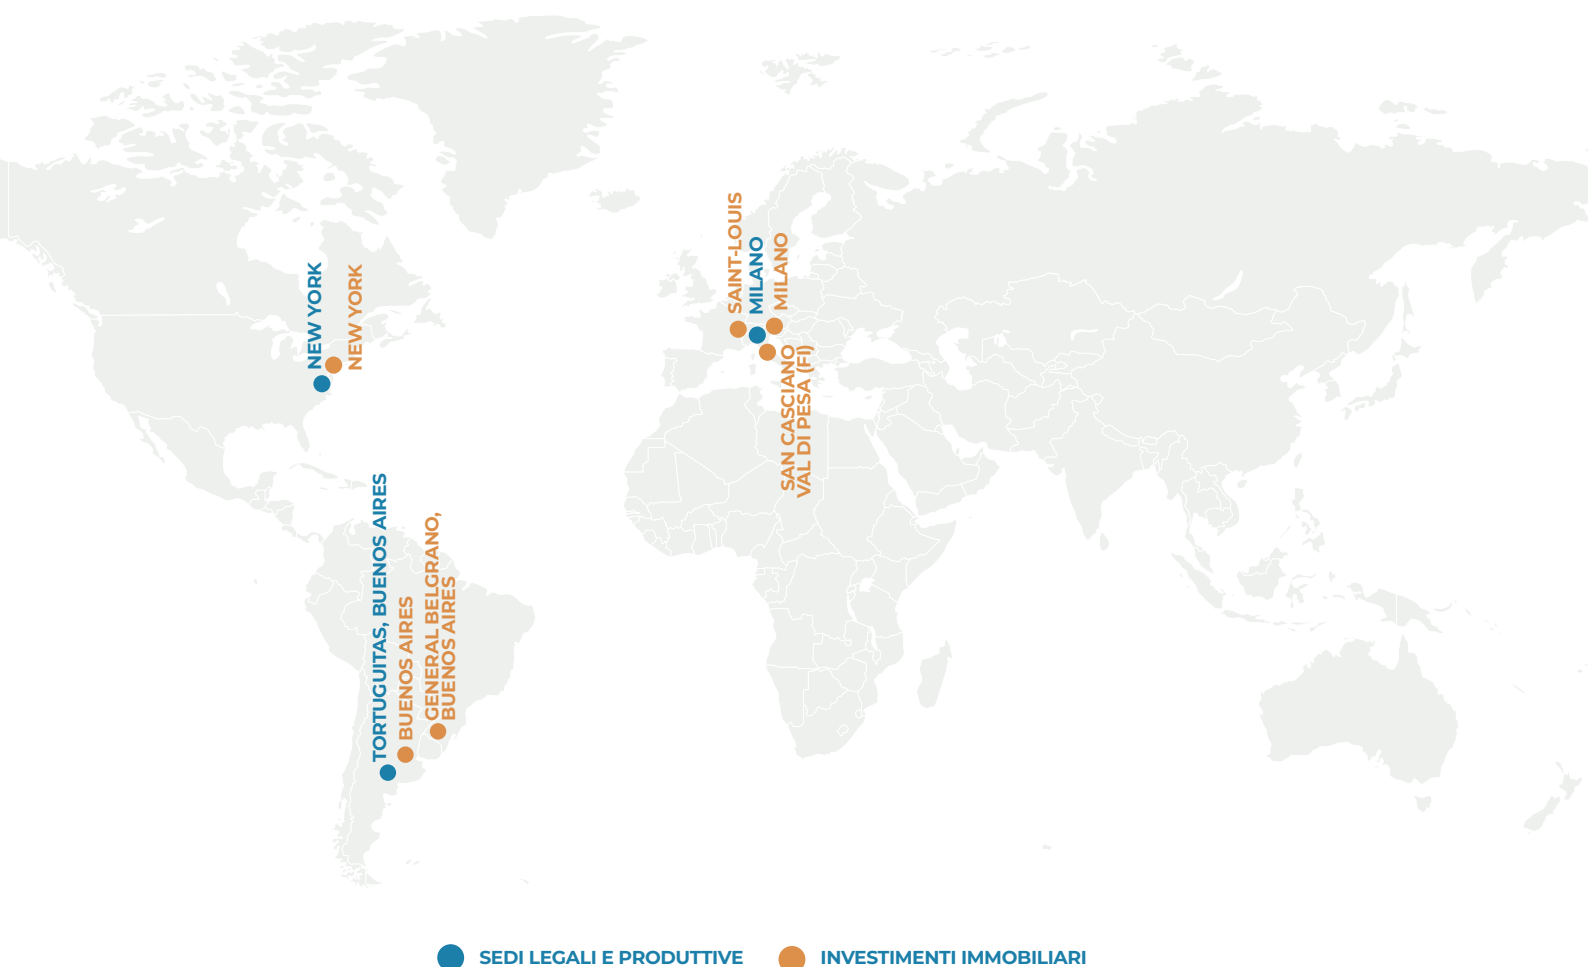 NEW YORK
NEW YORK
SAINT-LOUIS
MILANO
MILANO
SAN CASCIANO
VAL DI PESA (FI)
TORTUGUITAS, BUENOS AIRES
BUENOS AIRES
GENERAL BELGRANO,
BUENOS AIRES
SEDI LEGALI E PRODUTTIVE
INVESTIMENTI IMMOBILIARI